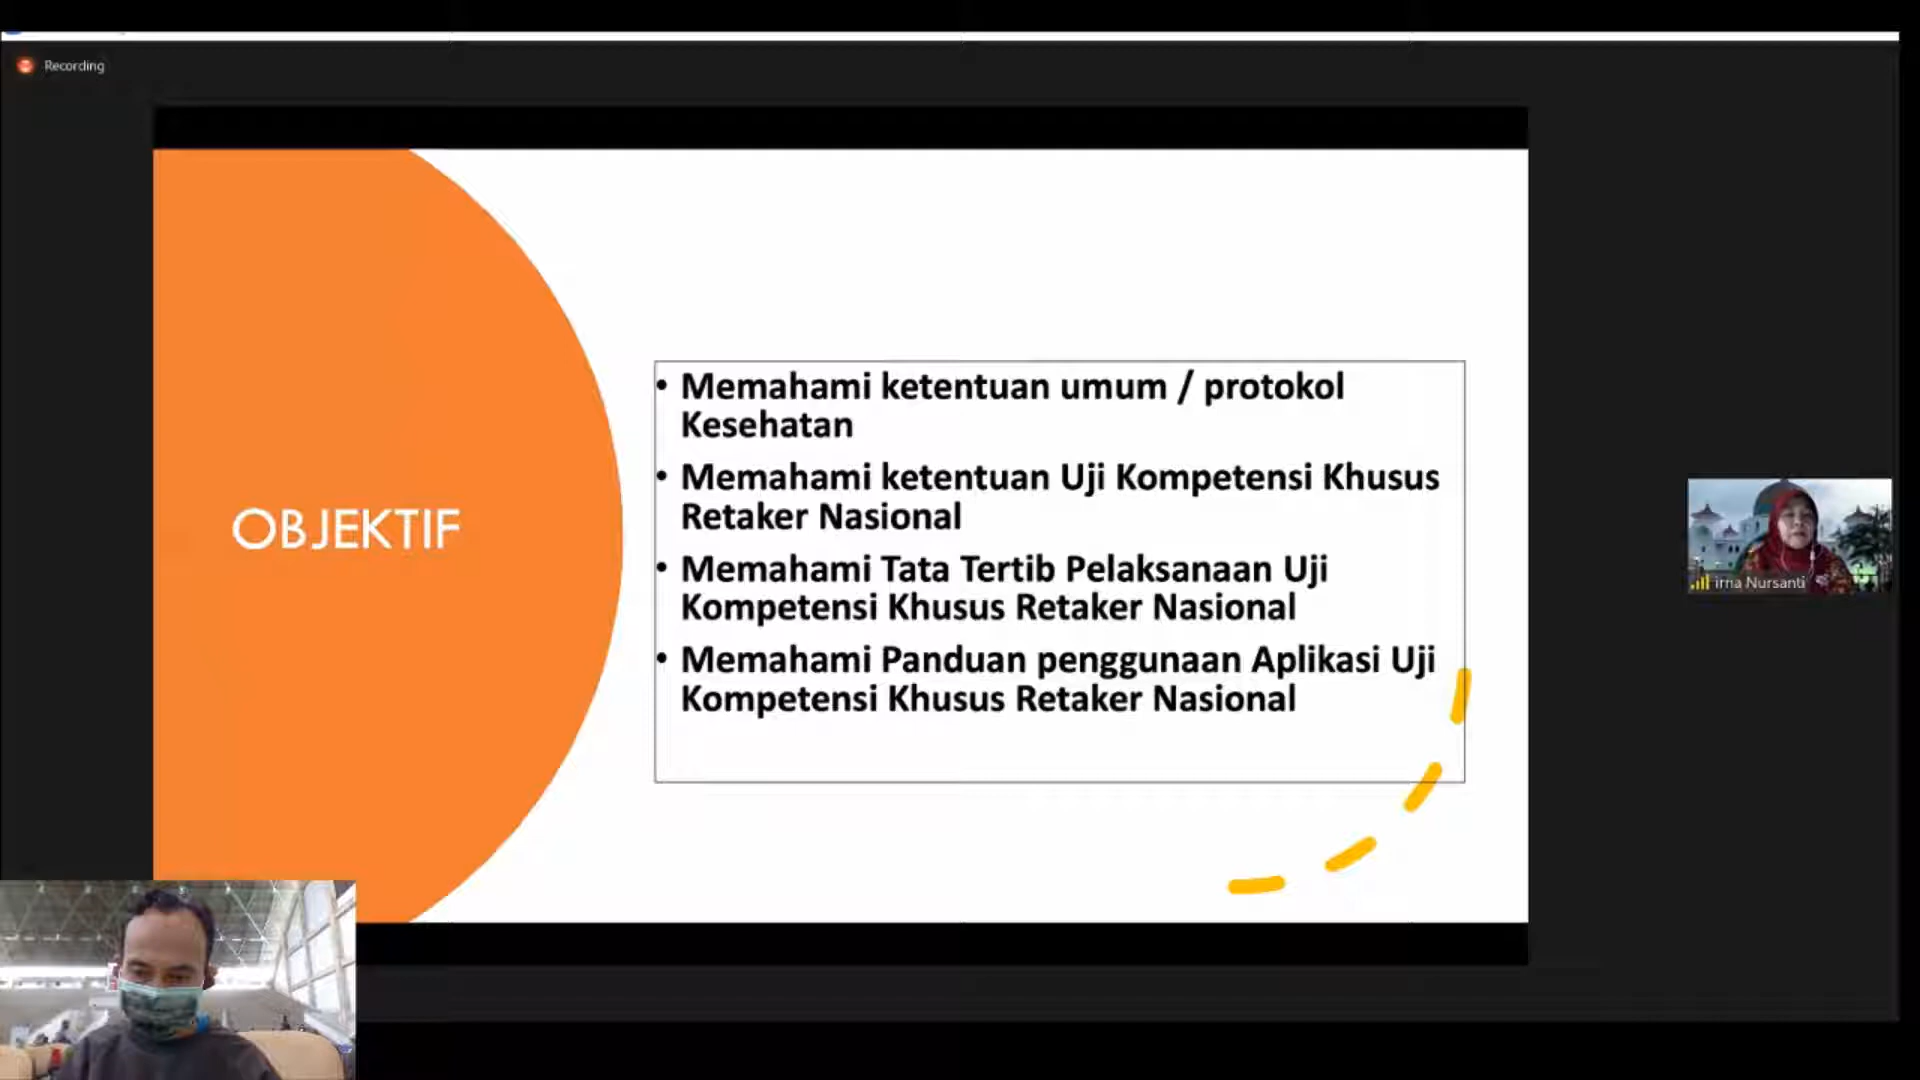 Recording
OBJEKTIF
• Memahami ketentuan umum / protokol
Kesehatan
• Memahami ketentuan Uji Kompetensi Khusus
Retaker Nasional
• Memahami Tata Tertib Pelaksanaan Uji
Kompetensi Khusus Retaker Nasional
• Memahami Panduan penggunaan Aplikasi Uji
Kompetensi Khusus Retaker Nasional
irna Nursanti